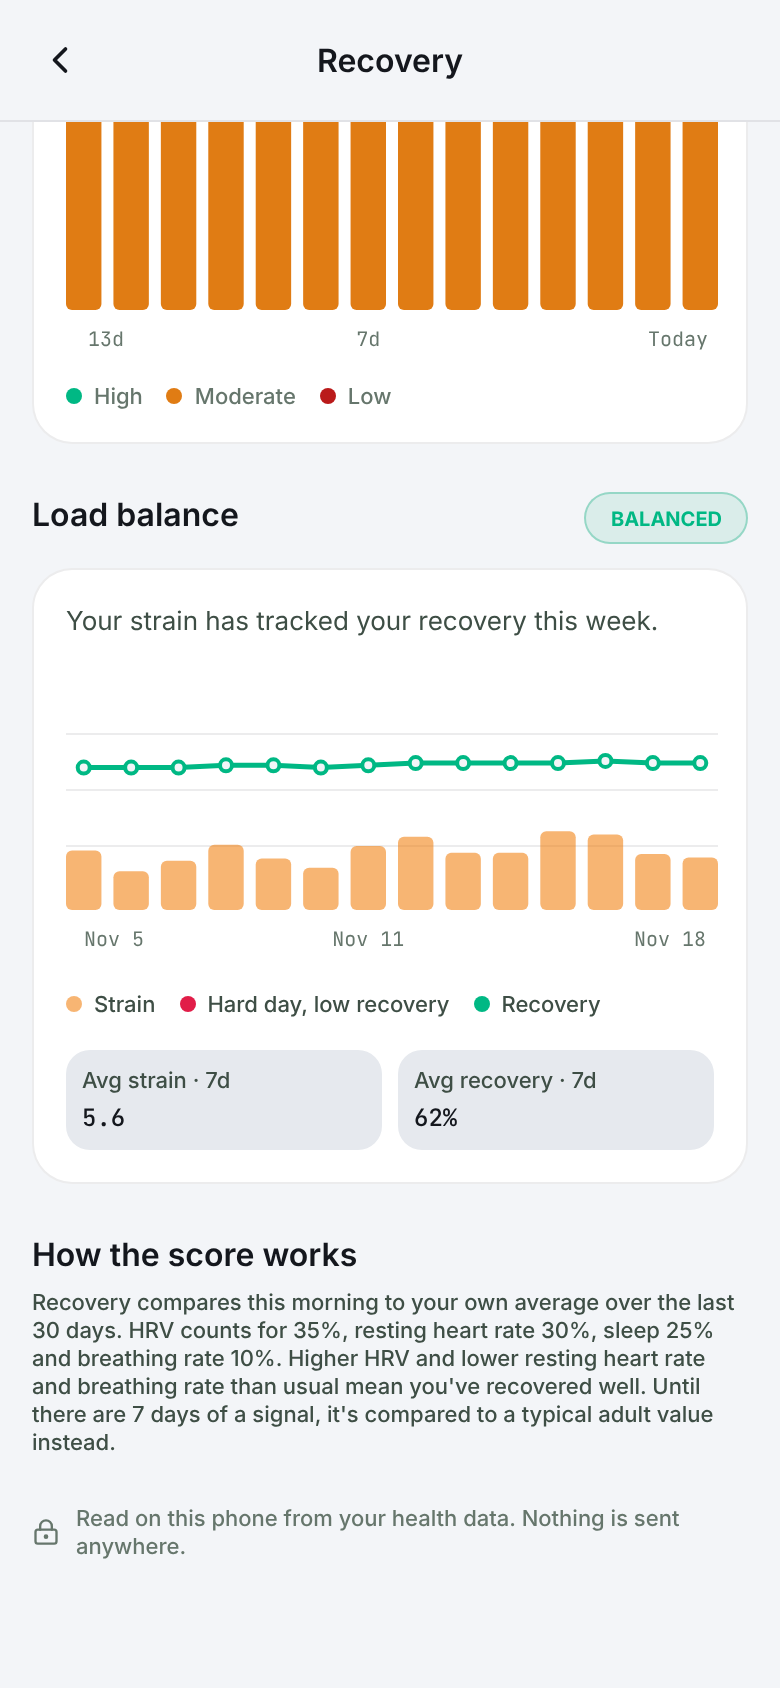 Recovery
13d 7d Today
High Moderate Low
Load balance
BALANCED
Your strain has tracked your recovery this week.
Nov 5 Nov 11 Nov 18
Strain Hard day, low recovery Recovery
Avg strain · 7d
5.6
Avg recovery · 7d
62%
How the score works
Recovery compares this morning to your own average over the last
30 days. HRV counts for 35%, resting heart rate 30%, sleep 25%
and breathing rate 10%. Higher HRV and lower resting heart rate
and breathing rate than usual mean you've recovered well. Until
there are 7 days of a signal, it's compared to a typical adult value
instead.
Read on this phone from your health data. Nothing is sent
anywhere.